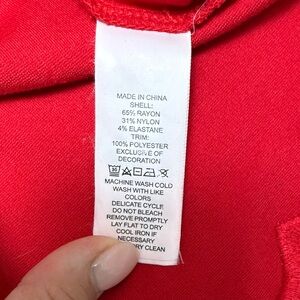 MADE IN CHINA
SHELL:
65% RAYON
31% NYLON
4% ELASTANE
TRIM:
100% POLYESTER
EXCLUSIVE OF
DECORATION
MACHINE WASH COLD
WASH WITH LIKE
COLORS
DELICATE CYCLE
DO NOT BLEACH
REMOVE PROMPTLY
LAY FLAT TO DRY
COOL IRON IF
NECESSARY
CLEAN